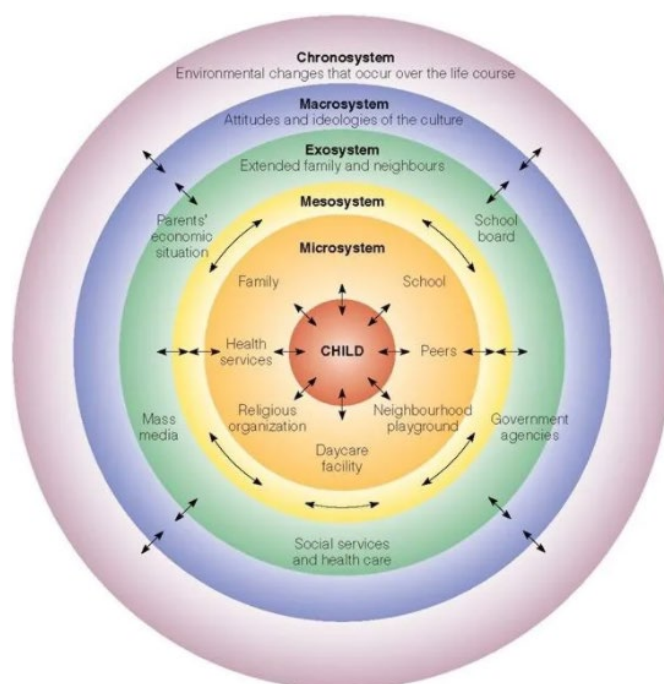 Chronosystem
Environmental changes that occur over the life course
Macrosystem
Attitudes and ideologies of the culture
Exosystem
Extended family and neighbours
Mesosystem
Parents'
economic
situation
School
board
Microsystem
Family
School
Health
services
CHILD
Peers
Religious
organization
Neighbourhood
playground
Mass
media
Government
agencies
Daycare
facility
Social services
and health care